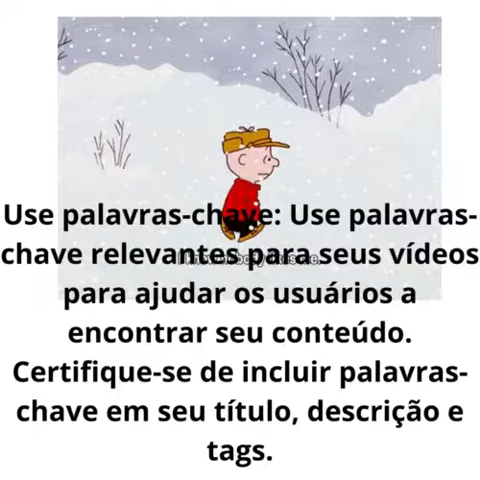 Use palavras-chave: Use palavras-
chave relevantes para seus vídeos
para ajudar os usuários a
encontrar seu conteúdo.
Certifique-se de incluir palavras-
chave em seu título, descrição e
tags.